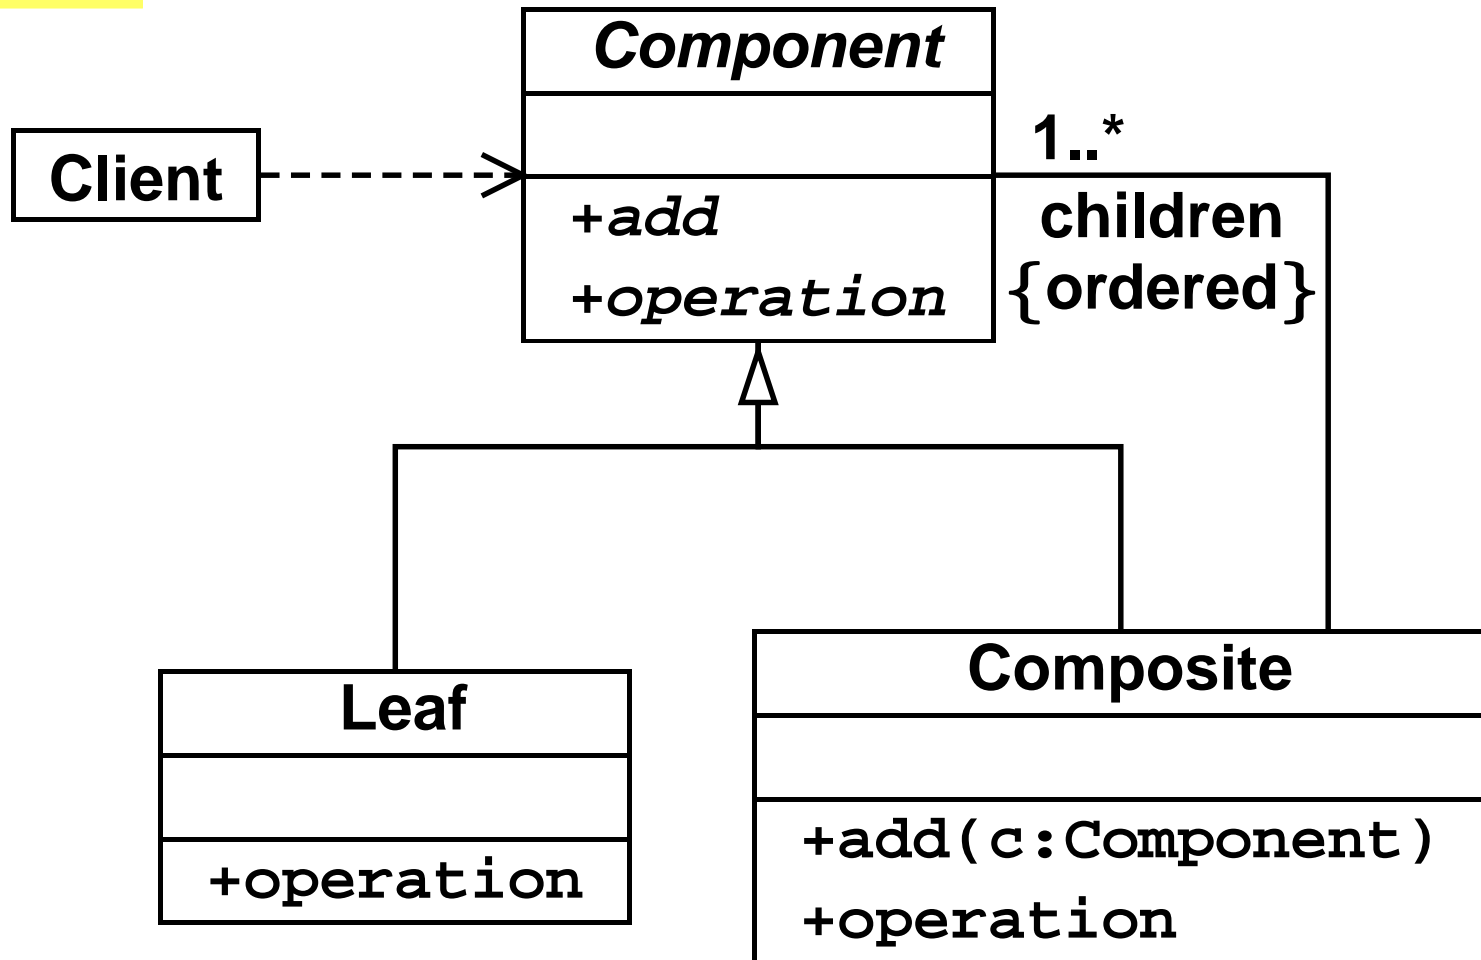 Component
Client
1..*
+add
children
+operation
{ordered}
Leaf
Composite
+operation
+add(c:Component)
+operation